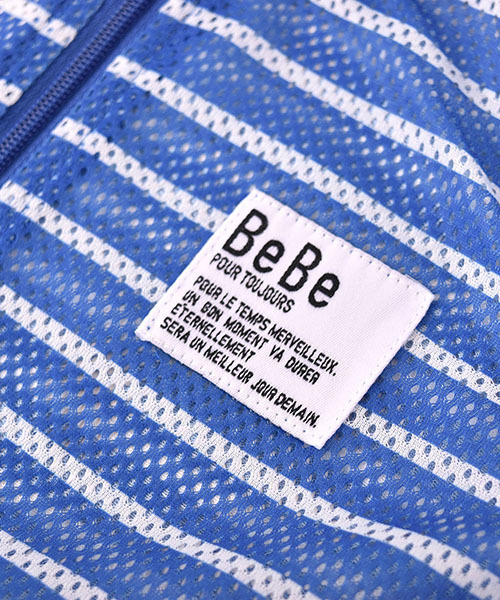 BeBe
POUR TOUJOURS
POUR LE TEMPS MERVEILLEUX.
UN BON MOMENT VA DURER
ÉTERNELLEMENT
SERA UN MEILLEUR JOUR DEMAIN.